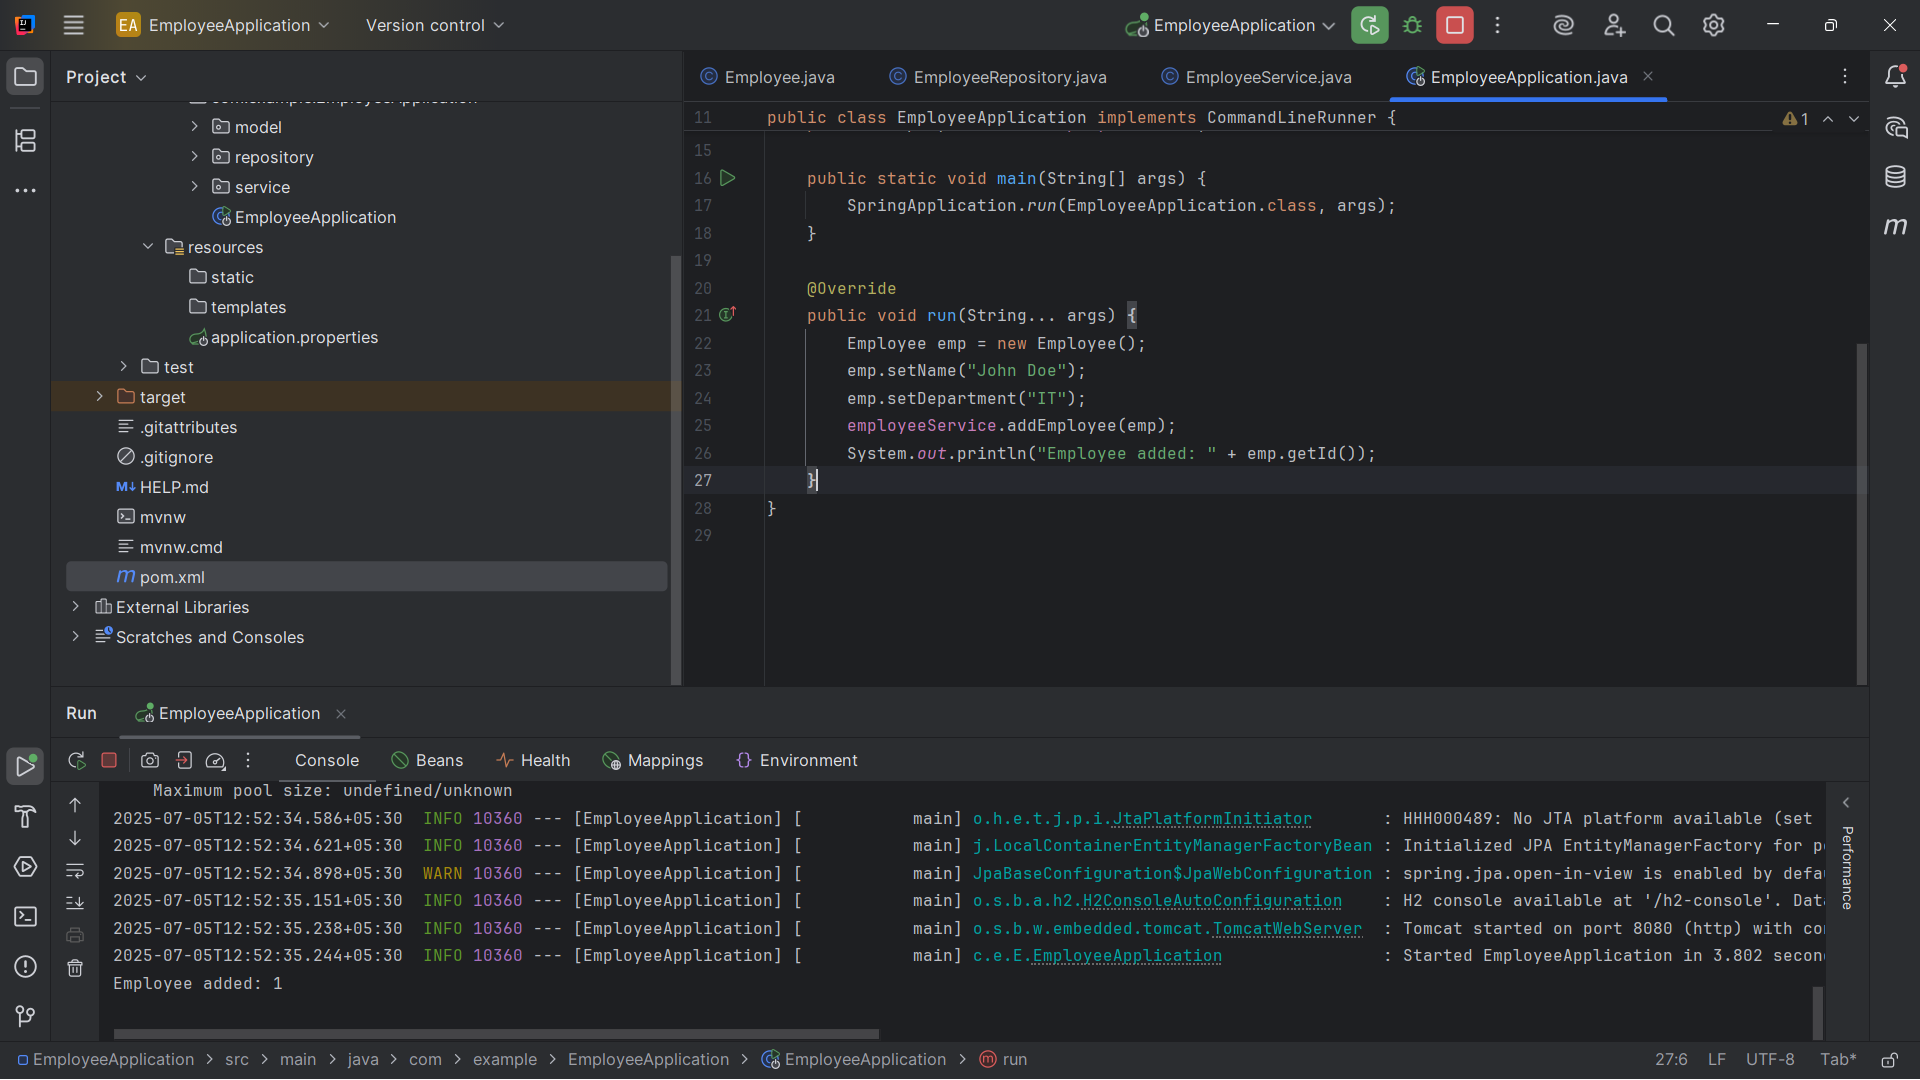 EA EmployeeApplication Version control EmployeeApplication
Project
model
repository
service
EmployeeApplication
resources
static
templates
application.properties
test
target
.gitattributes
.gitignore
M↓ HELP.md
mvnw
mvnw.cmd
m pom.xml
External Libraries
Scratches and Consoles
Employee.java EmployeeRepository.java EmployeeService.java EmployeeApplication.java
11 public class EmployeeApplication implements CommandLineRunner { 1
15
16 public static void main(String[] args) {
17 SpringApplication.run(EmployeeApplication.class, args);
18 }
19
20 @Override
21 public void run(String... args) {
22 Employee emp = new Employee();
23 emp.setName("John Doe");
24 emp.setDepartment("IT");
25 employeeService.addEmployee(emp);
26 System.out.println("Employee added: " + emp.getId());
27 }
28 }
29
m
Run EmployeeApplication
Console Beans Health Mappings Environment
Maximum pool size: undefined/unknown
2025-07-05T12:52:34.586+05:30 INFO 10360 --- [EmployeeApplication] [ main] o.h.e.t.j.p.i.JtaPlatformInitiator : HHH000489: No JTA platform available (set
2025-07-05T12:52:34.621+05:30 INFO 10360 --- [EmployeeApplication] [ main] j.LocalContainerEntityManagerFactoryBean : Initialized JPA EntityManagerFactory for
2025-07-05T12:52:34.898+05:30 WARN 10360 --- [EmployeeApplication] [ main] JpaBaseConfiguration$JpaWebConfiguration : spring.jpa.open-in-view is enabled by
2025-07-05T12:52:35.151+05:30 INFO 10360 --- [EmployeeApplication] [ main] o.s.b.a.h2.H2ConsoleAutoConfiguration : H2 console available at '/h2-console'.
2025-07-05T12:52:35.238+05:30 INFO 10360 --- [EmployeeApplication] [ main] o.s.b.w.embedded.tomcat.TomcatWebServer : Tomcat started on port 8080 (http) with
2025-07-05T12:52:35.244+05:30 INFO 10360 --- [EmployeeApplication] [ main] c.e.E.EmployeeApplication : Started EmployeeApplication in 3.802
Employee added: 1
Performance
EmployeeApplication > src > main > java > com > example > EmployeeApplication > EmployeeApplication > m run 27:6 LF UTF-8 Tab*